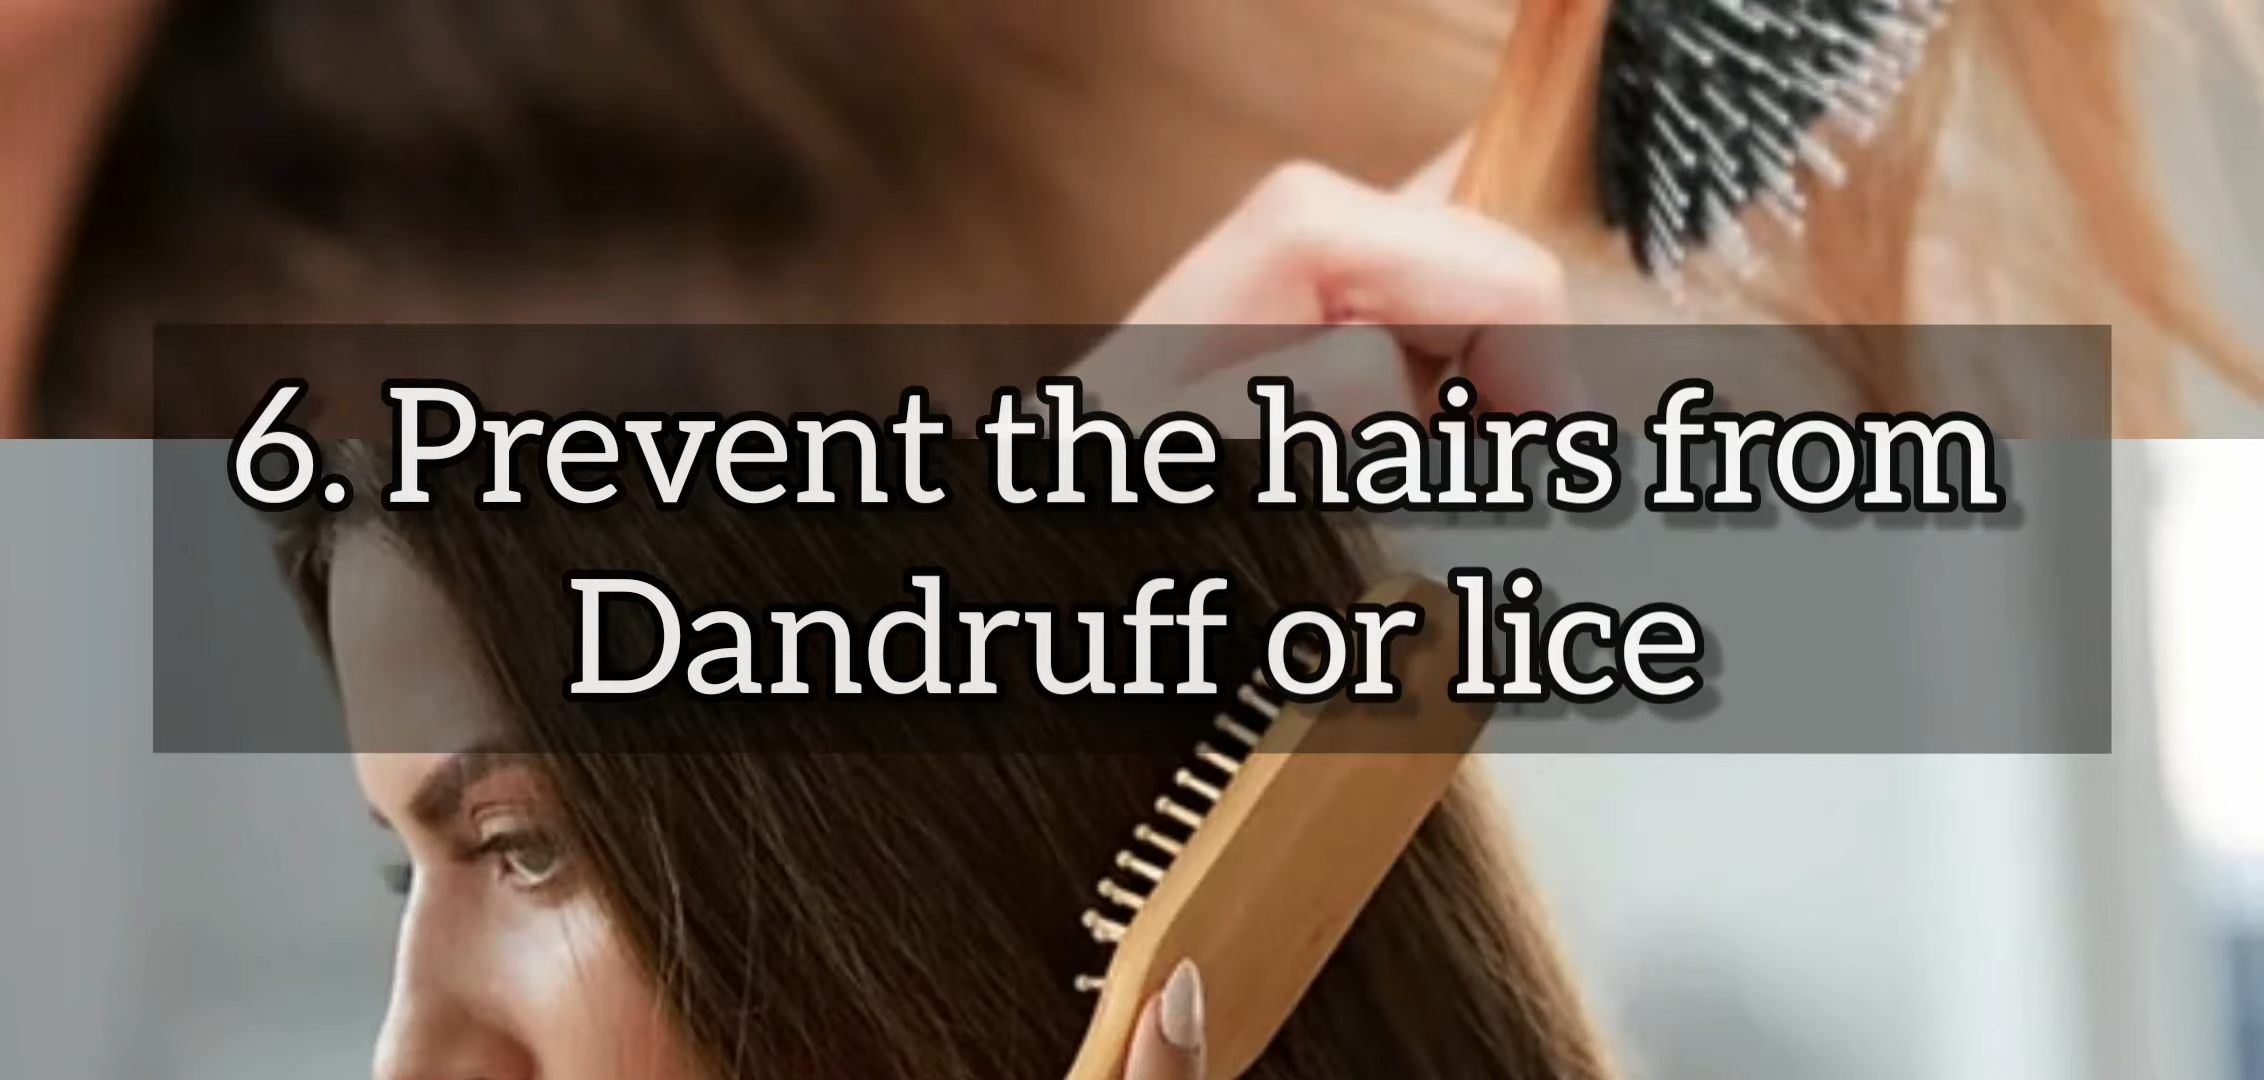 6. Prevent the hairs from
Dandruff or lice